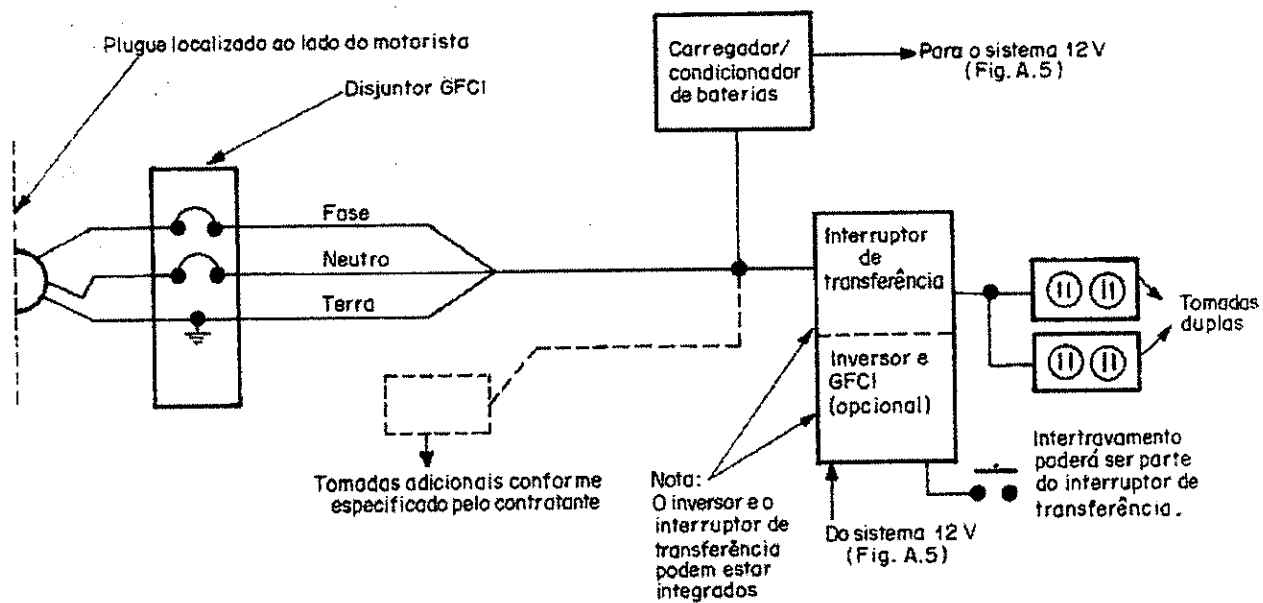 Plugue localizado ao lado do motorista
Disjuntor GFCI
Carregador/
condicionador
de baterias
Para o sistema 12 V
(Fig. A.5)
Fase
Neutro
Terra
Interruptor
de
transferência
Inversor e
GFCI
(opcional)
Tomadas
duplas
Tomadas adicionais conforme
especificado pelo contratante
Nota:
O inversor e o
interruptor de
transferência
podem estar
integrados
Do sistema 12 V
(Fig. A.5)
Intertravamento
poderá ser parte
do interruptor de
transferência.